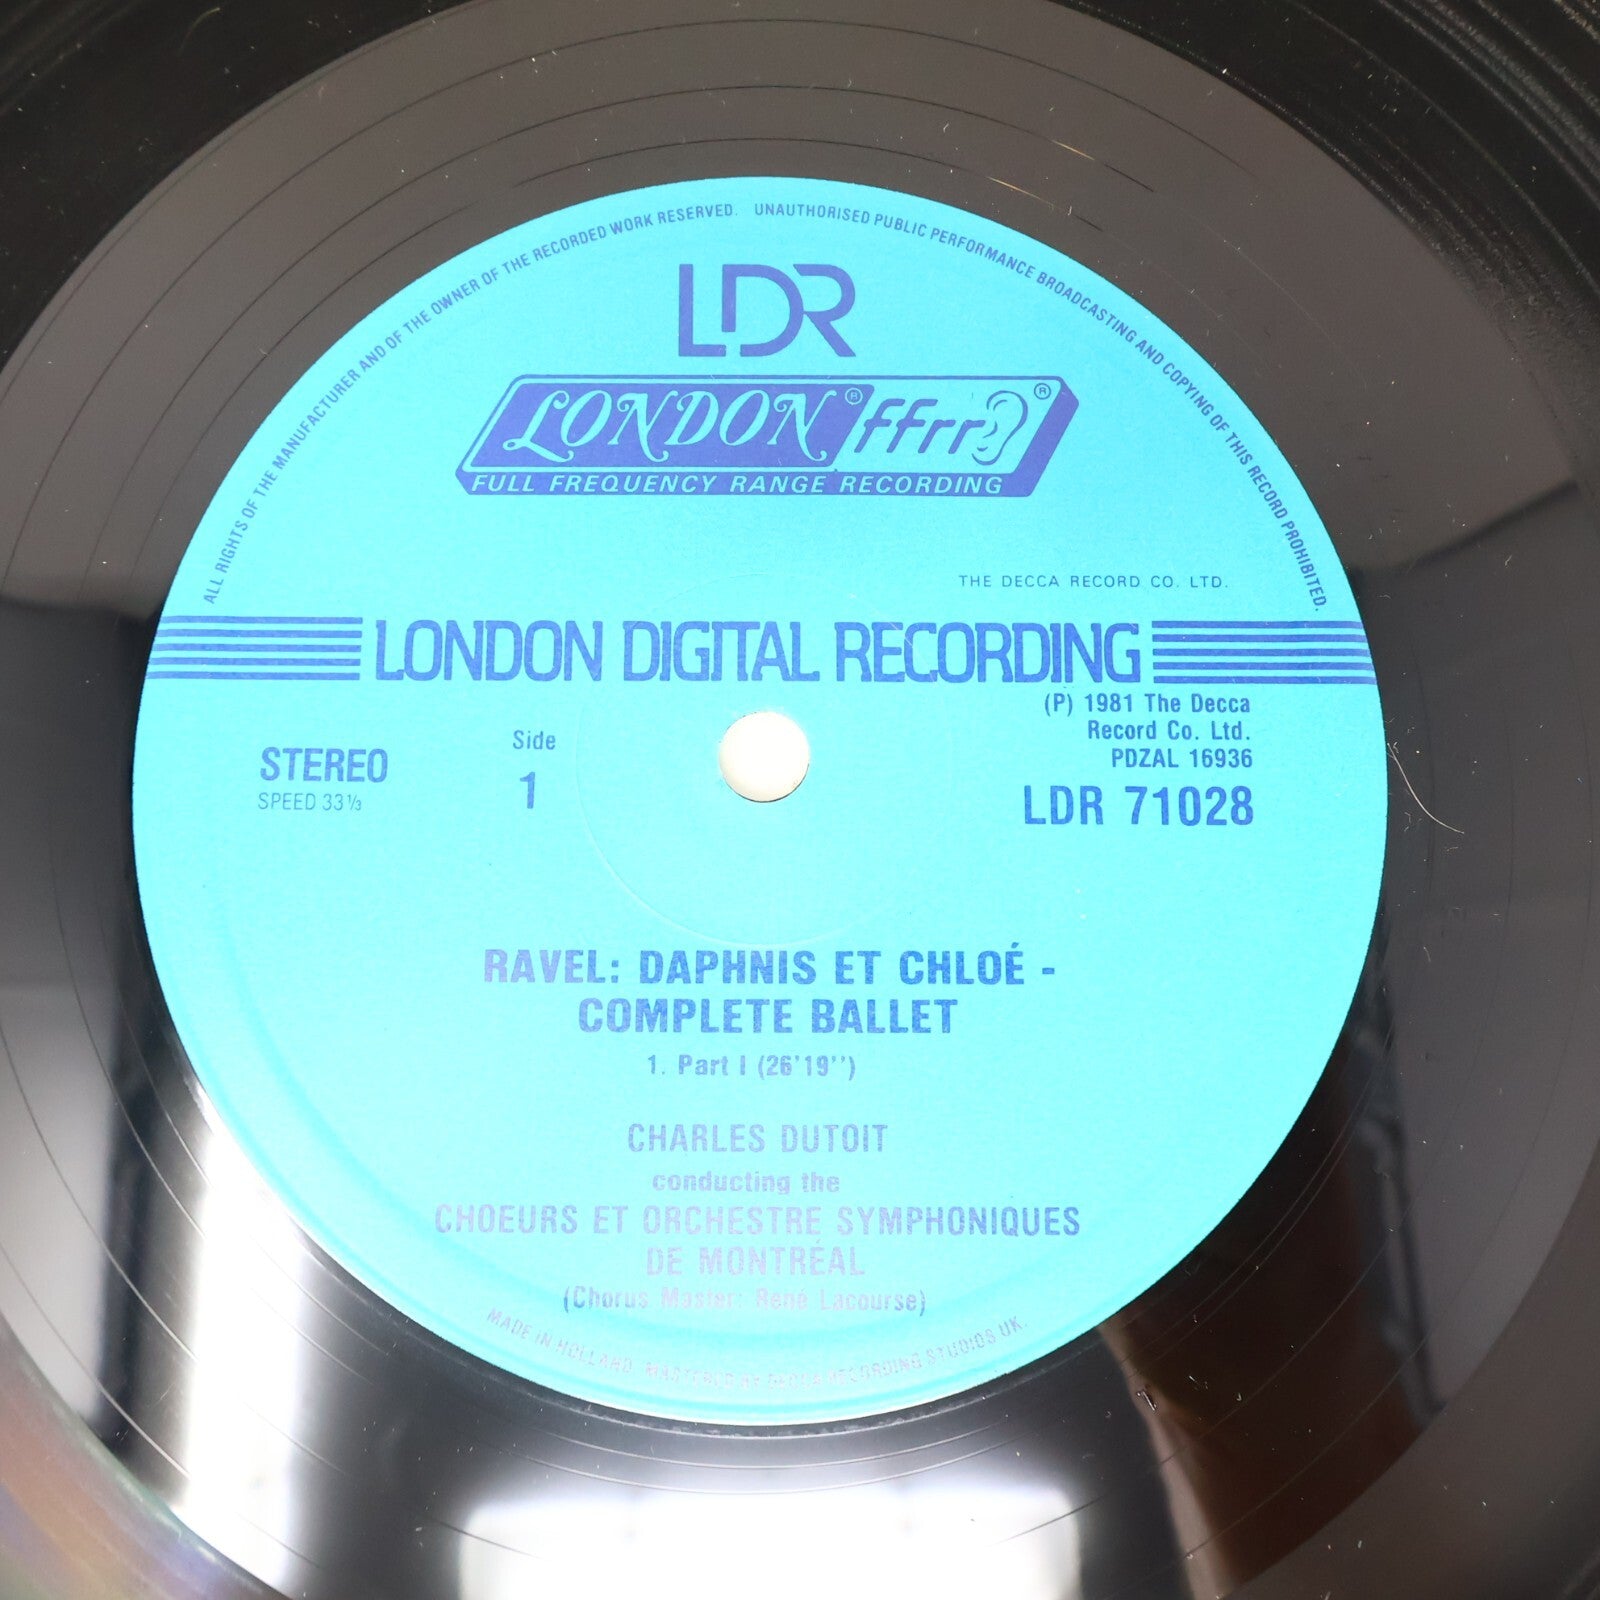 ALL RIGHTS OF THE MANUFACTURER AND OF THE OWNER OF THE RECORDED WORK RESERVED. UNAUTHORISED PUBLIC PERFORMANCE BROADCASTING AND COPYING OF THIS RECORD PROHIBITED.
LDR
LONDON® ffrr®
FULL FREQUENCY RANGE RECORDING
THE DECCA RECORD CO. LTD.
LONDON DIGITAL RECORDING
(P) 1981 The Decca
Record Co. Ltd.
PDZAL 16936
LDR 71028
STEREO
SPEED 33⅓
Side
1
RAVEL: DAPHNIS ET CHLOÉ -
COMPLETE BALLET
1. Part I (26'19'')
CHARLES DUTOIT
conducting the
CHOEURS ET ORCHESTRE SYMPHONIQUES
DE MONTRÉAL
(Chorus Master: René Lacourse)
MADE IN HOLLAND. MASTERED BY DECCA RECORDING STUDIOS UK.